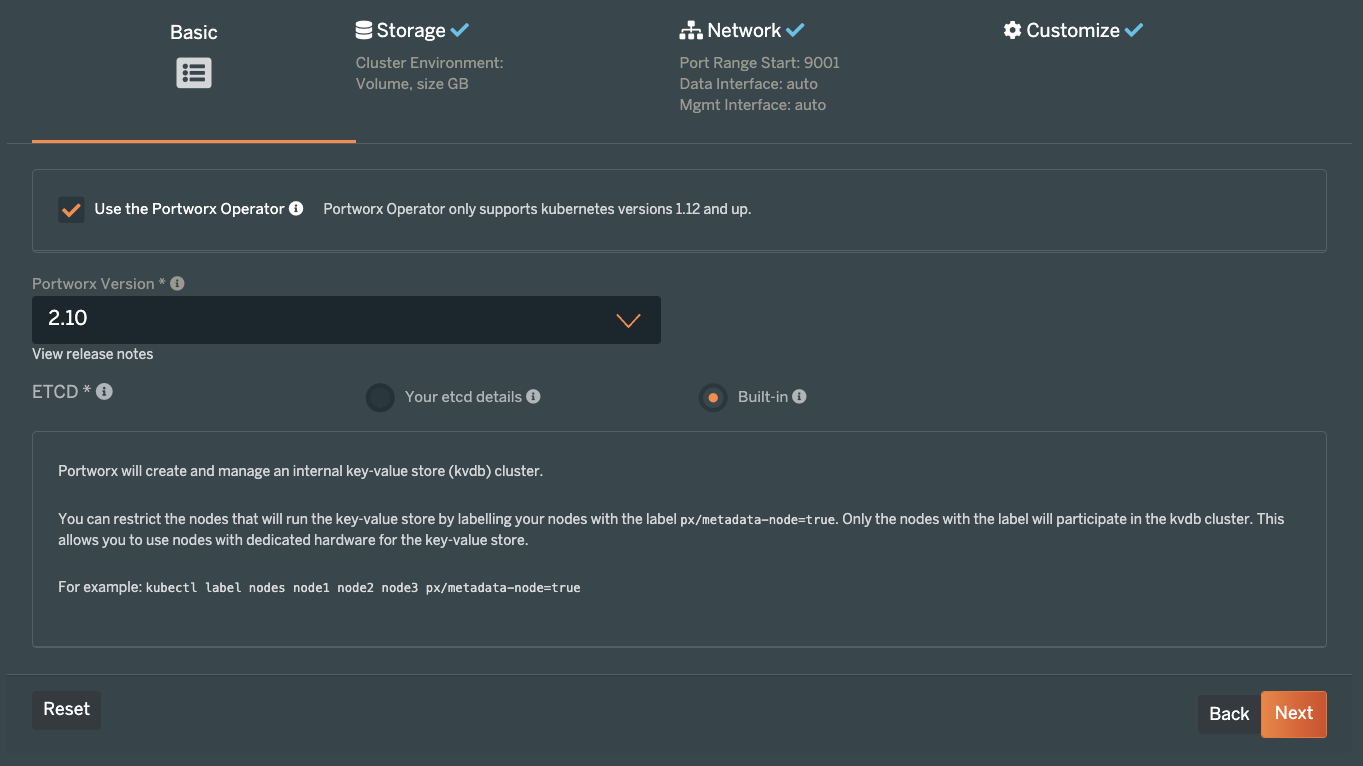 Basic
Storage
Cluster Environment:
Volume, size GB
Network
Port Range Start: 9001
Data Interface: auto
Mgmt Interface: auto
Customize
Use the Portworx Operator
Portworx Operator only supports kubernetes versions 1.12 and up.
Portworx Version *
2.10
View release notes
ETCD *
Your etcd details
Built-in
Portworx will create and manage an internal key-value store (kvdb) cluster.
You can restrict the nodes that will run the key-value store by labelling your nodes with the label px/metadata-node=true. Only the nodes with the label will participate in the kvdb cluster. This
allows you to use nodes with dedicated hardware for the key-value store.
For example: kubectl label nodes node1 node2 node3 px/metadata-node=true
Reset
Back
Next